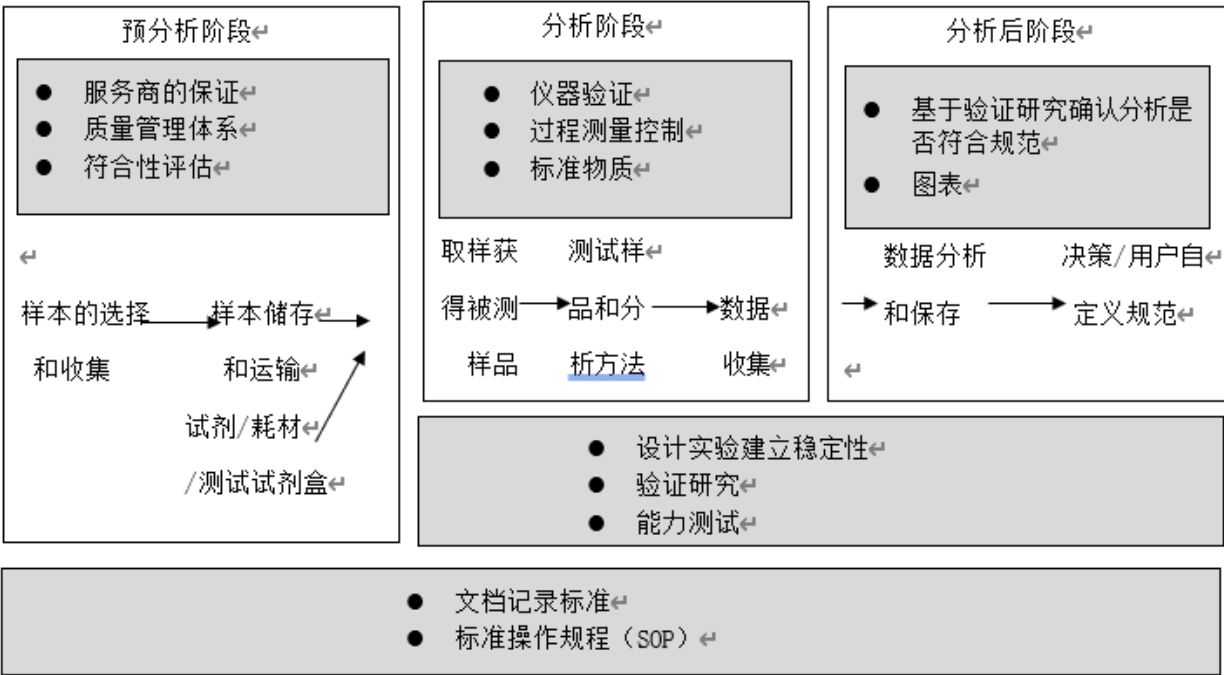 预分析阶段
● 服务商的保证
● 质量管理体系
● 符合性评估
样本的选择
和收集
样本储存
和运输
试剂/耗材
/测试试剂盒
分析阶段
● 仪器验证
● 过程测量控制
● 标准物质
取样获
得被测
样品
测试样
品和分
析方法
数据
收集
分析后阶段
● 基于验证研究确认分析是
否符合规范
● 图表
数据分析
和保存
决策/用户自
定义规范
● 设计实验建立稳定性
● 验证研究
● 能力测试
● 文档记录标准
● 标准操作规程（SOP）